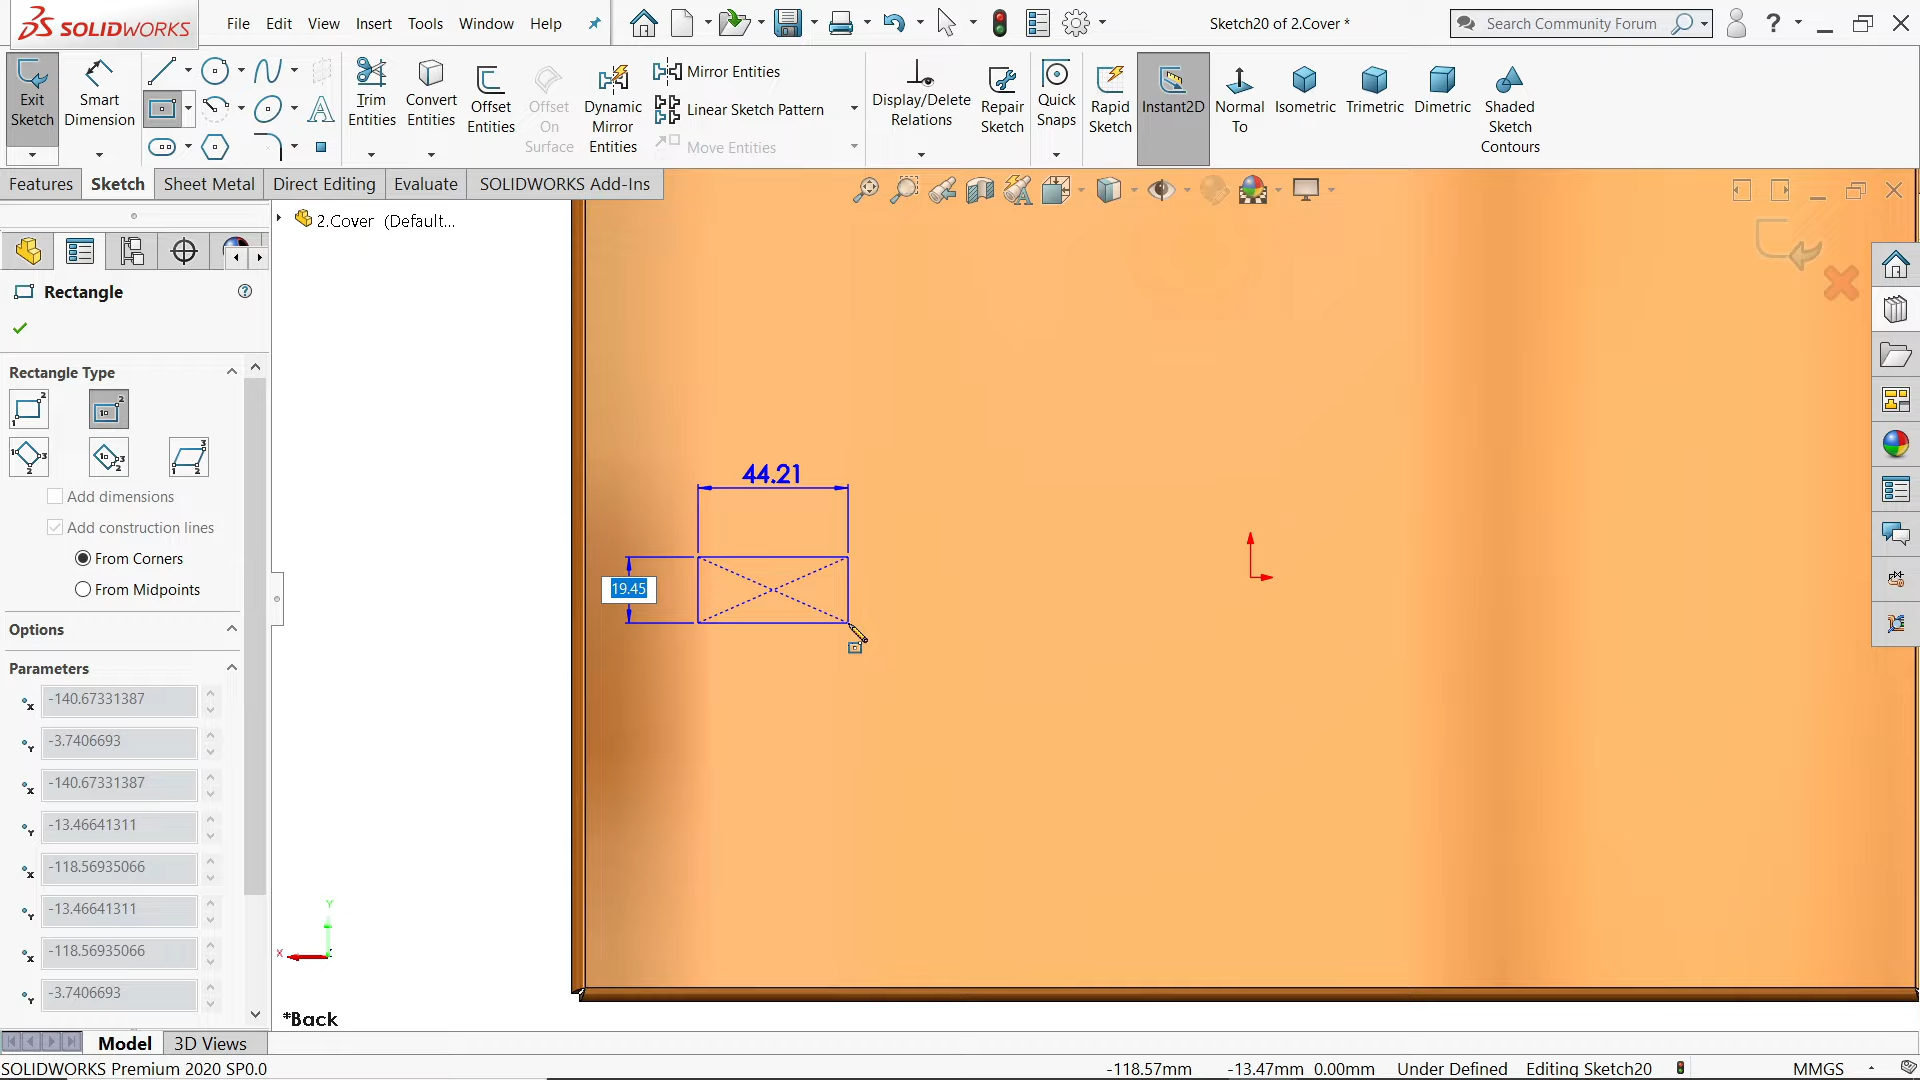 SOLIDWORKS File Edit View Insert Tools Window Help Sketch20 of 2.Cover * Search Community Forum ?
Exit Sketch
Smart Dimension
Trim Entities
Convert Entities
Offset Entities
Offset On Surface
Dynamic Mirror Entities
Mirror Entities
Linear Sketch Pattern
Move Entities
Display/Delete Relations
Repair Sketch
Quick Snaps
Rapid Sketch
Instant2D
Normal To
Isometric
Trimetric
Dimetric
Shaded Sketch Contours
Features Sketch Sheet Metal Direct Editing Evaluate SOLIDWORKS Add-Ins
2.Cover (Default...
Rectangle
Rectangle Type
Add dimensions
Add construction lines
From Corners
From Midpoints
Options
Parameters
-140.67331387
-3.7406693
-140.67331387
-13.46641311
-118.56935066
-13.46641311
-118.56935066
-3.7406693
44.21
19.45
Y
X
*Back
Model 3D Views
SOLIDWORKS Premium 2020 SP0.0 -118.57mm -13.47mm 0.00mm Under Defined Editing Sketch20 MMGS